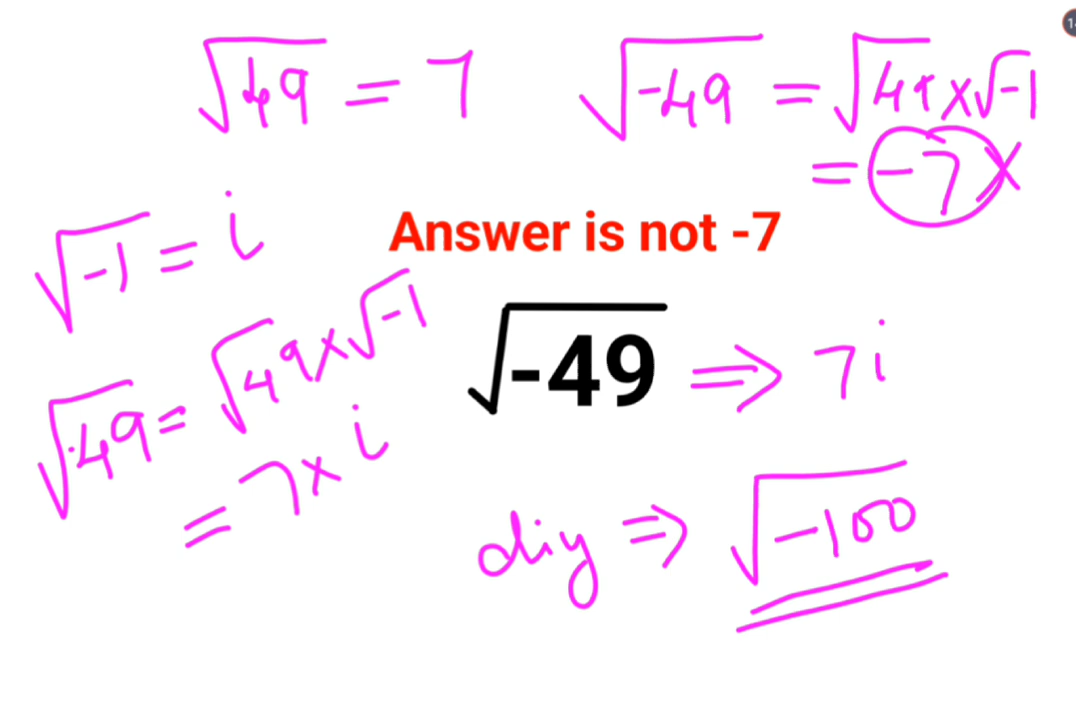 √49 = 7
√-49 = √49 x √-1
= -7 x
√-1 = i
Answer is not -7
√-49 = √49 x √-1
= 7 x i
√-49 ⇒ 7i
diy ⇒ √-100